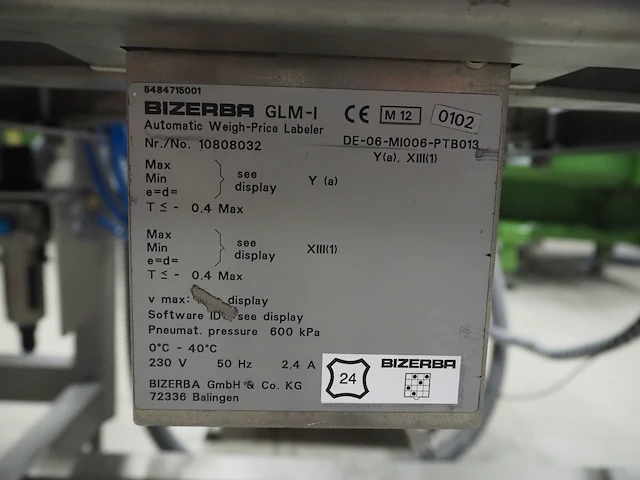 5484715001
BIZERBA GLM-I CE M 12 0102
Automatic Weigh-Price Labeler
Nr./No. 10808032 DE-06-MI006-PTB013
Y(a), XIII(1)
Max
Min } see display Y (a)
e=d=
T ≤ - 0,4 Max
Max
Min } see display XIII(1)
e=d=
T ≤ - 0,4 Max
v max: display
Software ID: see display
Pneumat. pressure 600 kPa
0°C - 40°C
230 V 50 Hz 2,4 A
BIZERBA GmbH & Co. KG
72336 Balingen
24 BIZERBA